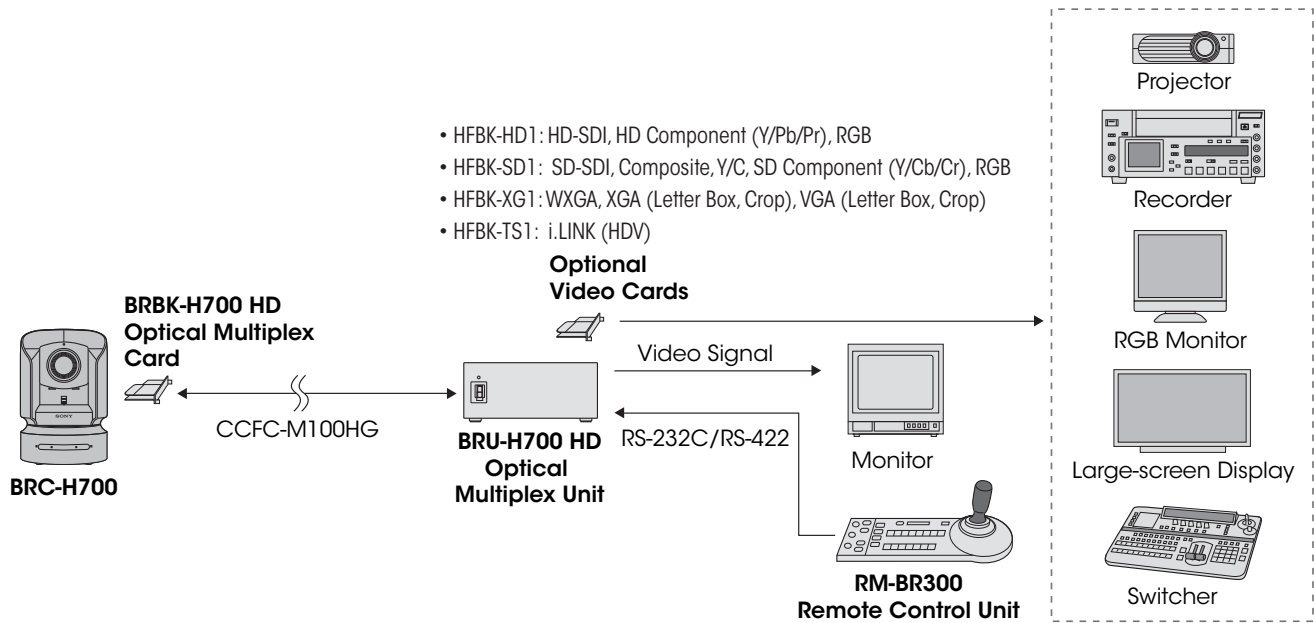 • HFBK-HD1: HD-SDI, HD Component (Y/Pb/Pr), RGB
• HFBK-SD1: SD-SDI, Composite, Y/C, SD Component (Y/Cb/Cr), RGB
• HFBK-XG1: WXGA, XGA (Letter Box, Crop), VGA (Letter Box, Crop)
• HFBK-TS1: i.LINK (HDV)
Optional
Video Cards
BRBK-H700 HD
Optical Multiplex
Card
SONY
BRC-H700
CCFC-M100HG
BRU-H700 HD
Optical
Multiplex Unit
Video Signal
RS-232C/RS-422
Monitor
RM-BR300
Remote Control Unit
Projector
Recorder
RGB Monitor
Large-screen Display
Switcher